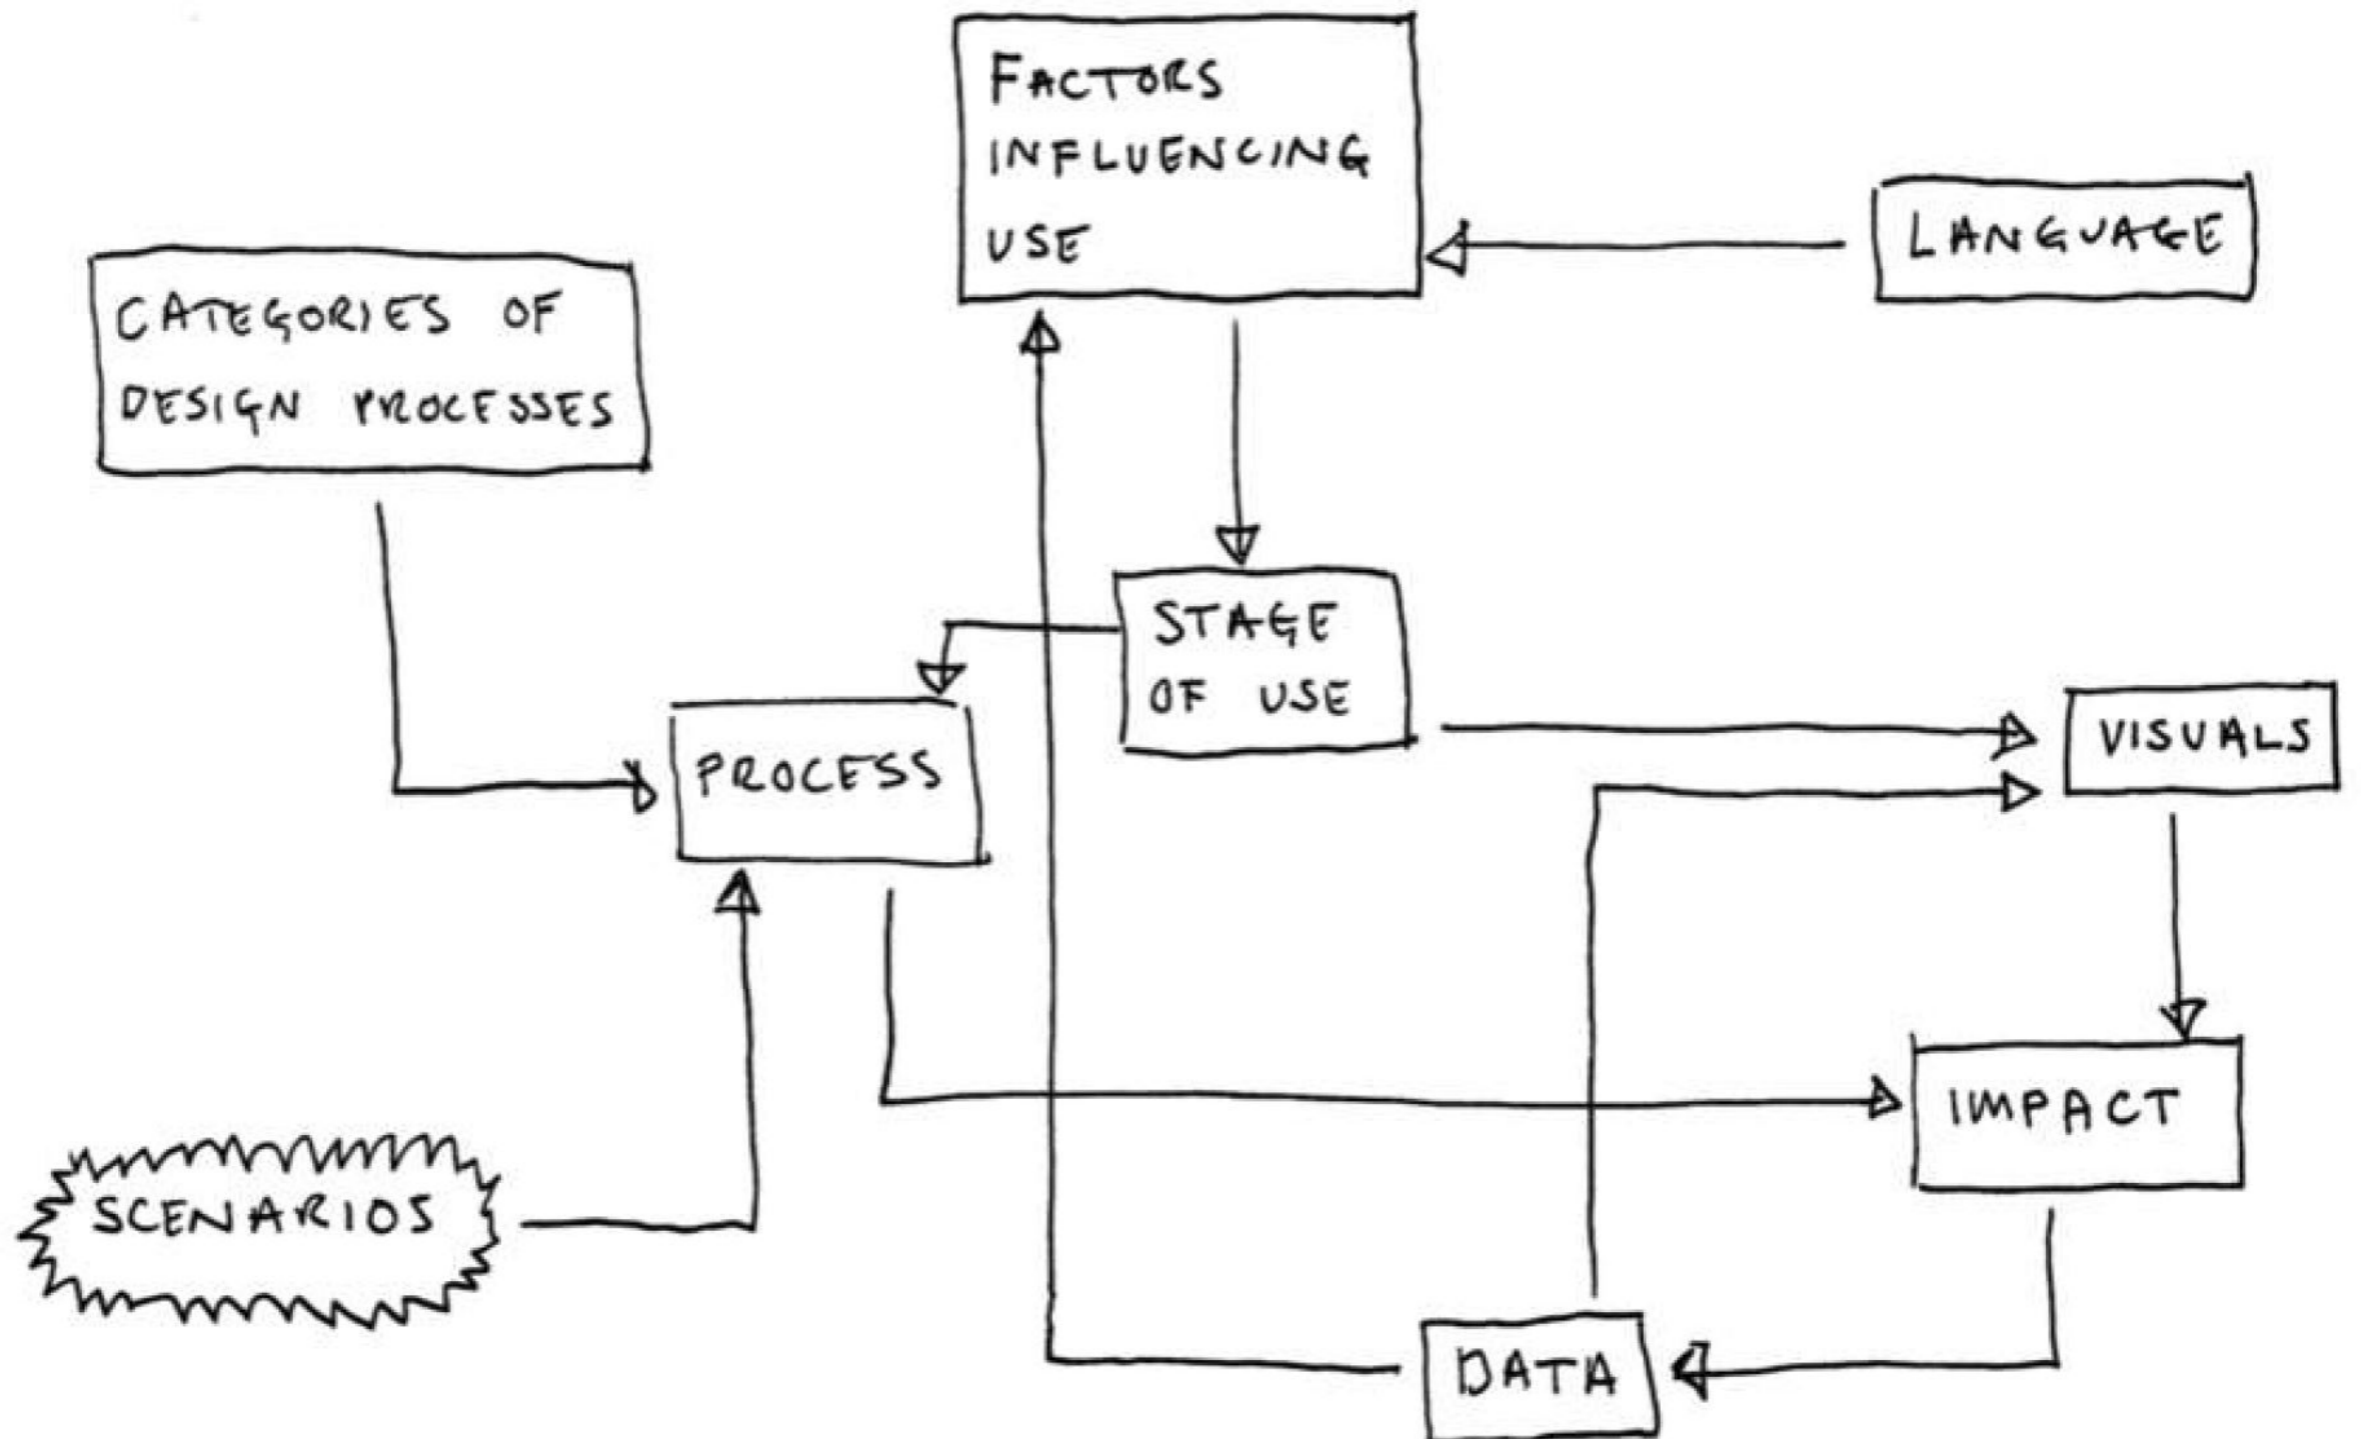 FACTORS
INFLUENCING
USE
LANGUAGE
CATEGORIES OF
DESIGN PROCESSES
STAGE
OF USE
PROCESS
VISUALS
IMPACT
SCENARIOS
DATA